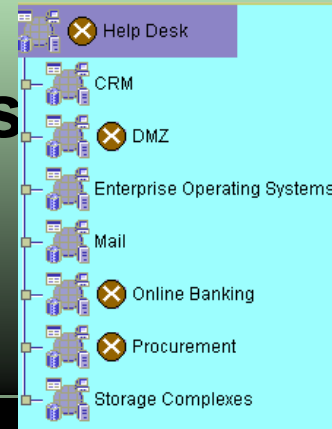 Help Desk
CRM
s
DMZ
Enterprise Operating Systems
Mail
Online Banking
Procurement
Storage Complexes